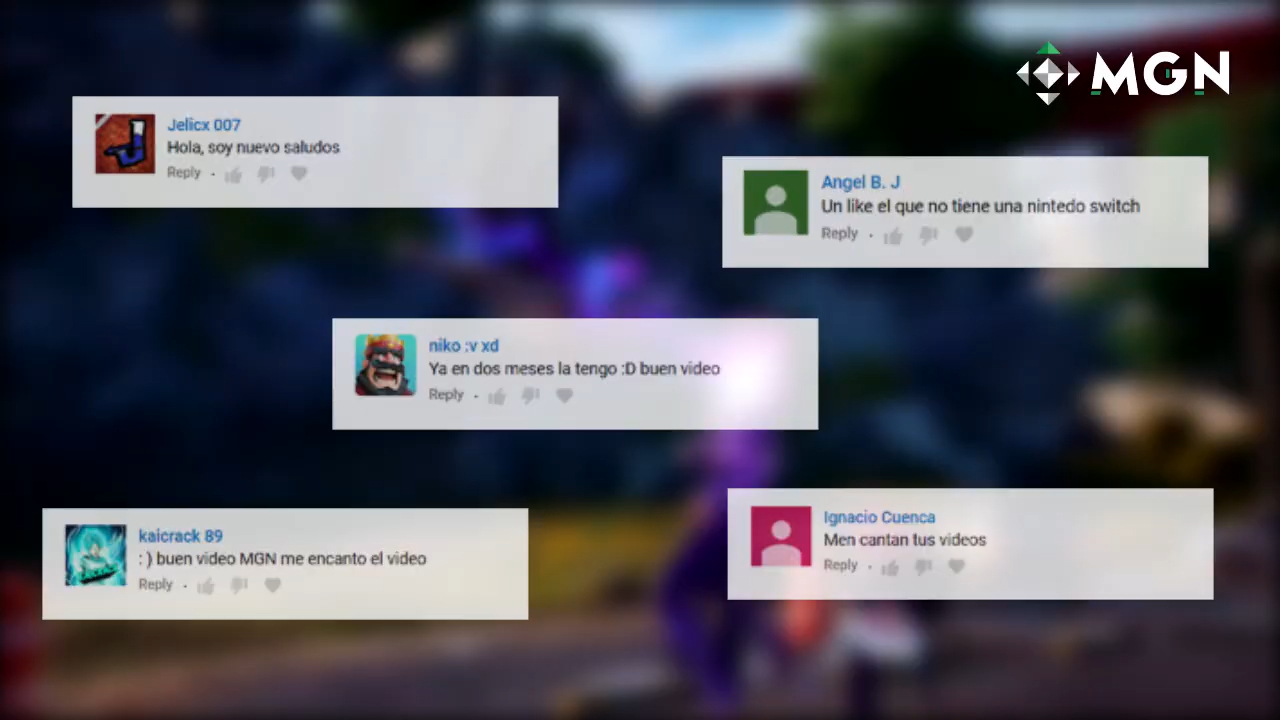 MGN
Jelicx 007
Hola, soy nuevo saludos
Reply
Angel B. J
Un like el que no tiene una nintedo switch
Reply
niko :v xd
Ya en dos meses la tengo :D buen video
Reply
kaicrack 89
: ) buen video MGN me encanto el video
Reply
Ignacio Cuenca
Men cantan tus videos
Reply